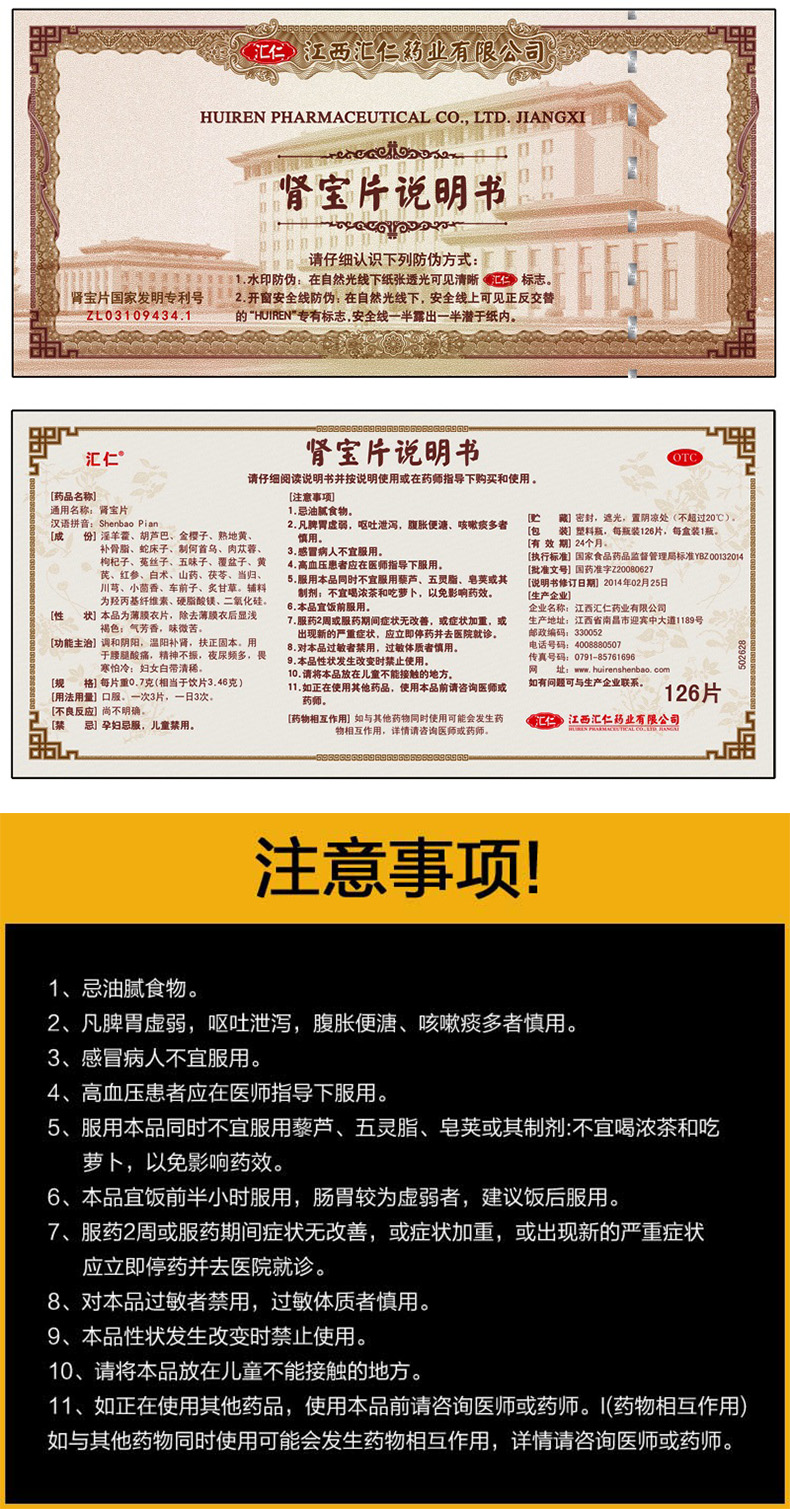 汇仁 江西汇仁药业有限公司
HUIREN PHARMACEUTICAL CO., LTD. JIANGXI
肾宝片说明书
请仔细认识下列防伪方式：
1.水印防伪：在自然光线下纸张透光可见清晰 汇仁 标志。
2.开窗安全线防伪：在自然光线下，安全线上可见正反交替
的“HUIREN”专有标志，安全线一半露出一半潜于纸内。
肾宝片国家发明专利号
ZL03109434.1
汇仁®
肾宝片说明书
OTC
请仔细阅读说明书并按说明使用或在药师指导下购买和使用。
[药品名称]
通用名称：肾宝片
汉语拼音：Shenbao Pian
[成 份] 淫羊藿、胡芦巴、金樱子、熟地黄、
补骨脂、蛇床子、制何首乌、肉苁蓉、
枸杞子、菟丝子、五味子、覆盆子、黄
芪、红参、白术、山药、茯苓、当归、
川芎、小茴香、车前子、炙甘草。辅料
为羟丙基纤维素、硬脂酸镁、二氧化硅。
[性 状] 本品为薄膜衣片，除去薄膜衣后显浅
褐色；气芳香，味微苦。
[功能主治] 调和阴阳，温阳补肾，扶正固本。用
于腰腿酸痛，精神不振，夜尿频多，畏
寒怕冷；妇女白带清稀。
[规 格] 每片重0.7克(相当于饮片3.46克)
[用法用量] 口服。一次3片，一日3次。
[不良反应] 尚不明确。
[禁 忌] 孕妇忌服，儿童禁用。
[注意事项]
1.忌油腻食物。
2.凡脾胃虚弱，呕吐泄泻，腹胀便溏、咳嗽痰多者
慎用。
3.感冒病人不宜服用。
4.高血压患者应在医师指导下服用。
5.服用本品同时不宜服用藜芦、五灵脂、皂荚或其
制剂；不宜喝浓茶和吃萝卜，以免影响药效。
6.本品宜饭前服用。
7.服药2周或服药期间症状无改善，或症状加重，或
出现新的严重症状，应立即停药并去医院就诊。
8.对本品过敏者禁用，过敏体质者慎用。
9.本品性状发生改变时禁止使用。
10.请将本品放在儿童不能接触的地方。
11.如正在使用其他药品，使用本品前请咨询医师或
药师。
[药物相互作用] 如与其他药物同时使用可能会发生药
物相互作用，详情请咨询医师或药师。
[贮 藏] 密封，遮光，置阴凉处（不超过20℃）。
[包 装] 塑料瓶，每瓶装126片，每盒装1瓶。
[有 效 期] 24个月。
[执行标准] 国家食品药品监督管理局标准YBZ00132014
[批准文号] 国药准字Z20080627
[说明书修订日期] 2014年02月25日
[生产企业]
企业名称：江西汇仁药业有限公司
生产地址：江西省南昌市迎宾中大道1189号
邮政编码：330052
电话号码：4008880507
传真号码：0791-85761696
网 址：www.huirenshenbao.com
如有问题可与生产企业联系。
502628
126片
汇仁 江西汇仁药业有限公司
HUIREN PHARMACEUTICAL CO., LTD. JIANGXI
注意事项!
1、忌油腻食物。
2、凡脾胃虚弱，呕吐泄泻，腹胀便溏、咳嗽痰多者慎用。
3、感冒病人不宜服用。
4、高血压患者应在医师指导下服用。
5、服用本品同时不宜服用藜芦、五灵脂、皂荚或其制剂:不宜喝浓茶和吃
萝卜，以免影响药效。
6、本品宜饭前半小时服用，肠胃较为虚弱者，建议饭后服用。
7、服药2周或服药期间症状无改善，或症状加重，或出现新的严重症状
应立即停药并去医院就诊。
8、对本品过敏者禁用，过敏体质者慎用。
9、本品性状发生改变时禁止使用。
10、请将本品放在儿童不能接触的地方。
11、如正在使用其他药品，使用本品前请咨询医师或药师。I(药物相互作用)
如与其他药物同时使用可能会发生药物相互作用，详情请咨询医师或药师。